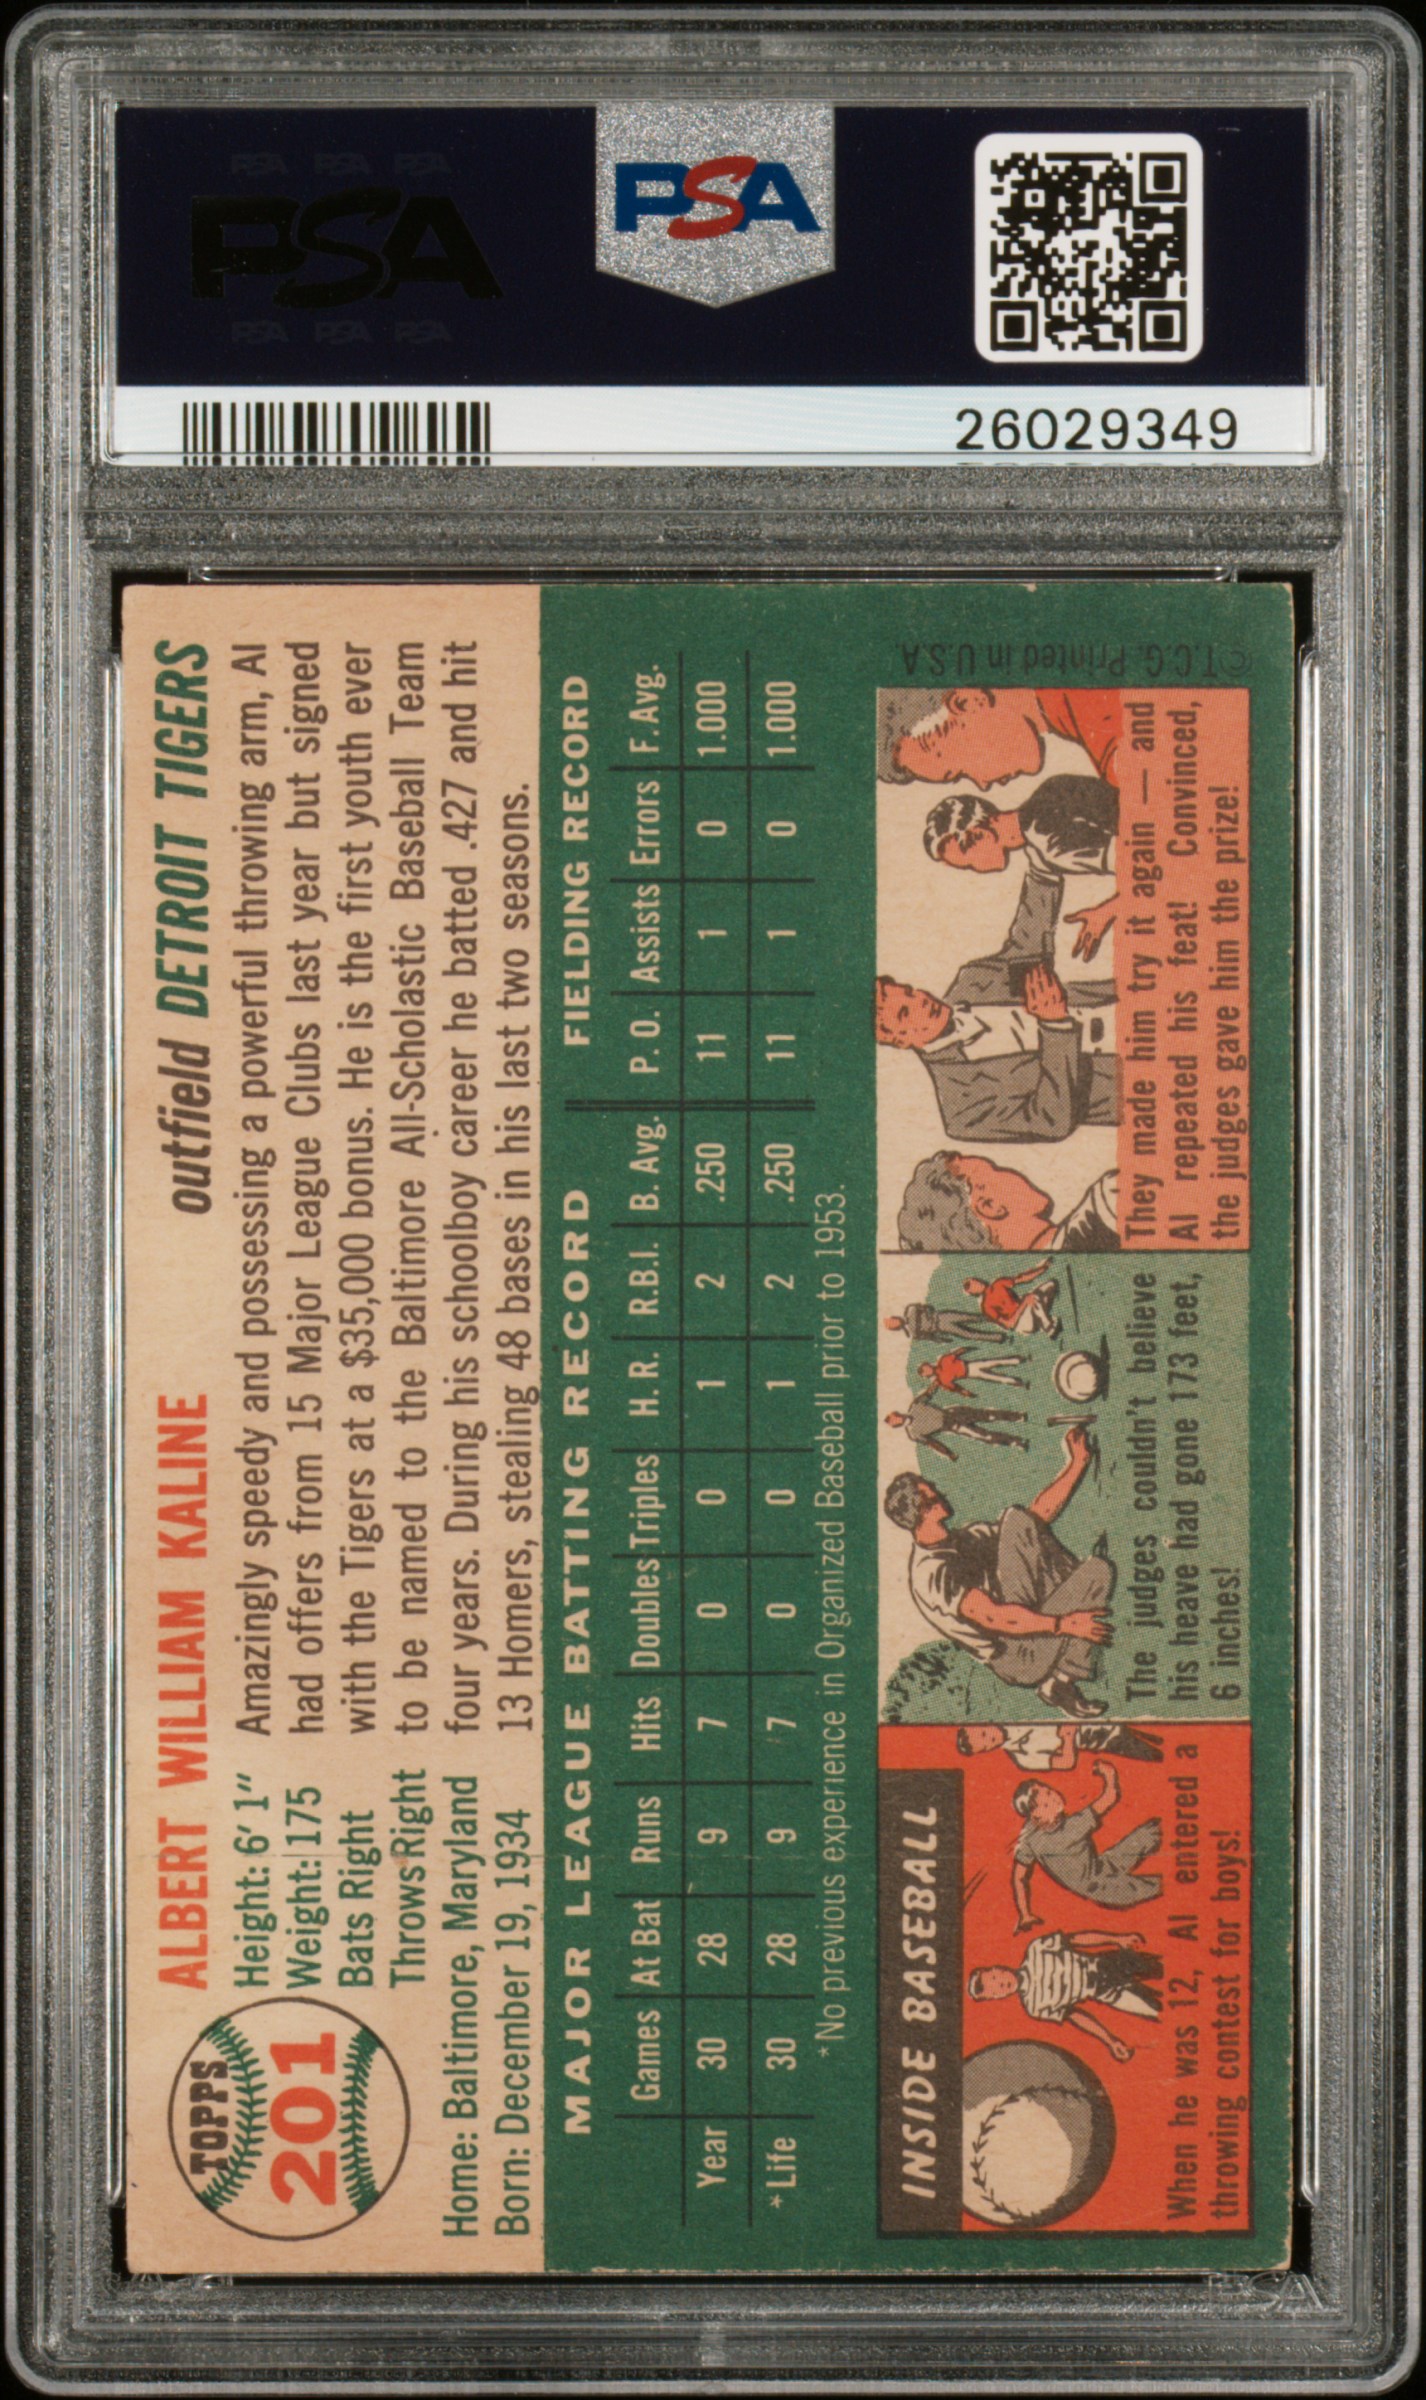 PSA PSA PSA
PSA
PSA PSA PSA
PSA
26029349
TOPPS
201
ALBERT WILLIAM KALINE
outfield DETROIT TIGERS
Height: 6' 1"
Weight: 175
Bats Right
Throws Right
Home: Baltimore, Maryland
Born: December 19, 1934
Amazingly speedy and possessing a powerful throwing arm, Al
had offers from 15 Major League Clubs last year but signed
with the Tigers at a $35,000 bonus. He is the first youth ever
to be named to the Baltimore All-Scholastic Baseball Team
four years. During his schoolboy career he batted .427 and hit
13 Homers, stealing 48 bases in his last two seasons.
MAJOR LEAGUE BATTING RECORD FIELDING RECORD
Games At Bat Runs Hits Doubles Triples H. R. R.B.I. B. Avg. P. O. Assists Errors F. Avg.
Year 30 28 9 7 0 0 1 2 .250 11 1 0 1.000
*Life 30 28 9 7 0 0 1 2 .250 11 1 0 1.000
*No previous experience in Organized Baseball prior to 1953.
INSIDE BASEBALL
When he was 12, Al entered a
throwing contest for boys!
The judges couldn't believe
his heave had gone 173 feet,
6 inches!
They made him try it again — and
Al repeated his feat! Convinced,
the judges gave him the prize!
©T.C.G. Printed in U.S.A
PSA